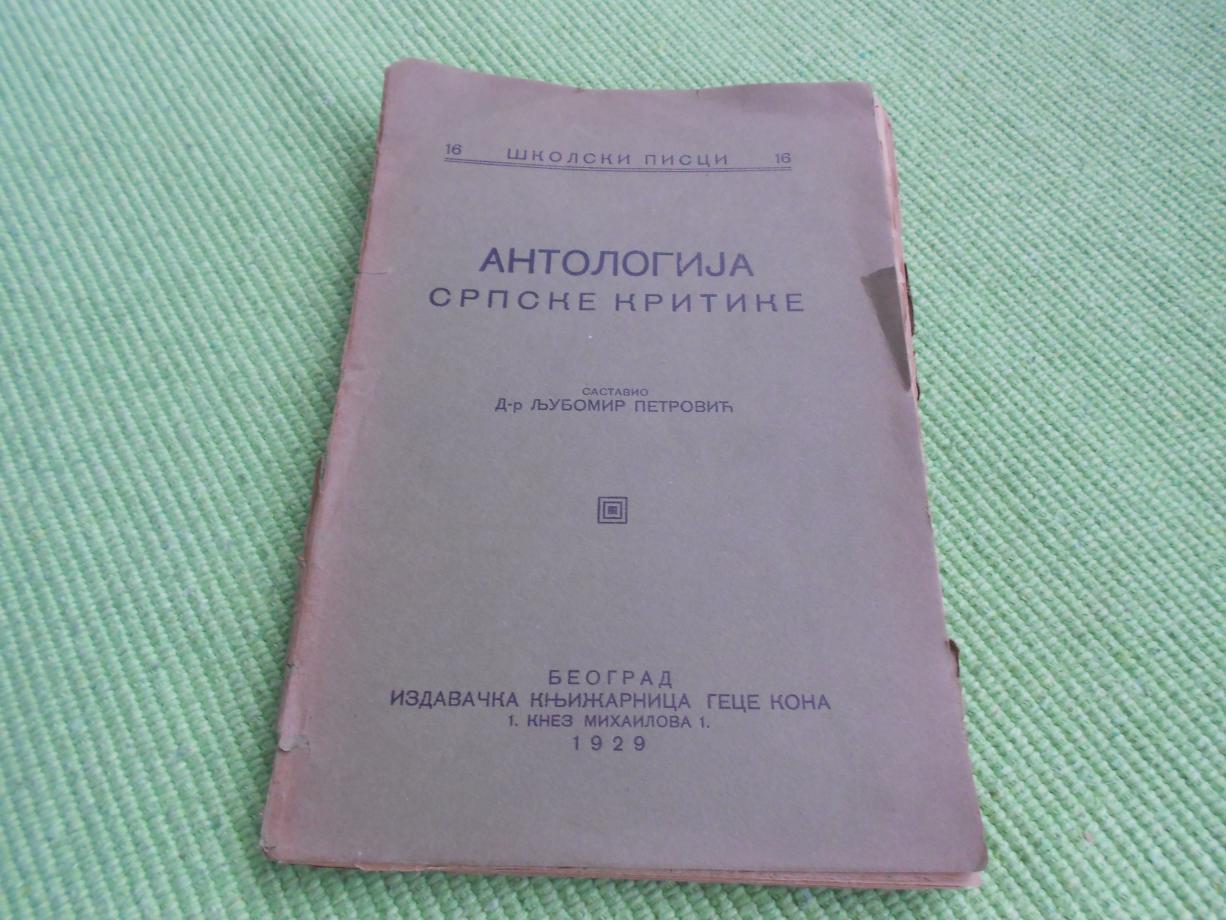 16 ШКОЛСКИ ПИСЦИ 16
АНТОЛОГИЈА
СРПСКЕ КРИТИКЕ
САСТАВИО
Д-р ЉУБОМИР ПЕТРОВИЋ
БЕОГРАД
ИЗДАВАЧКА КЊИЖАРНИЦА ГЕЦЕ КОНА
1. КНЕЗ МИХАИЛОВА 1.
1929